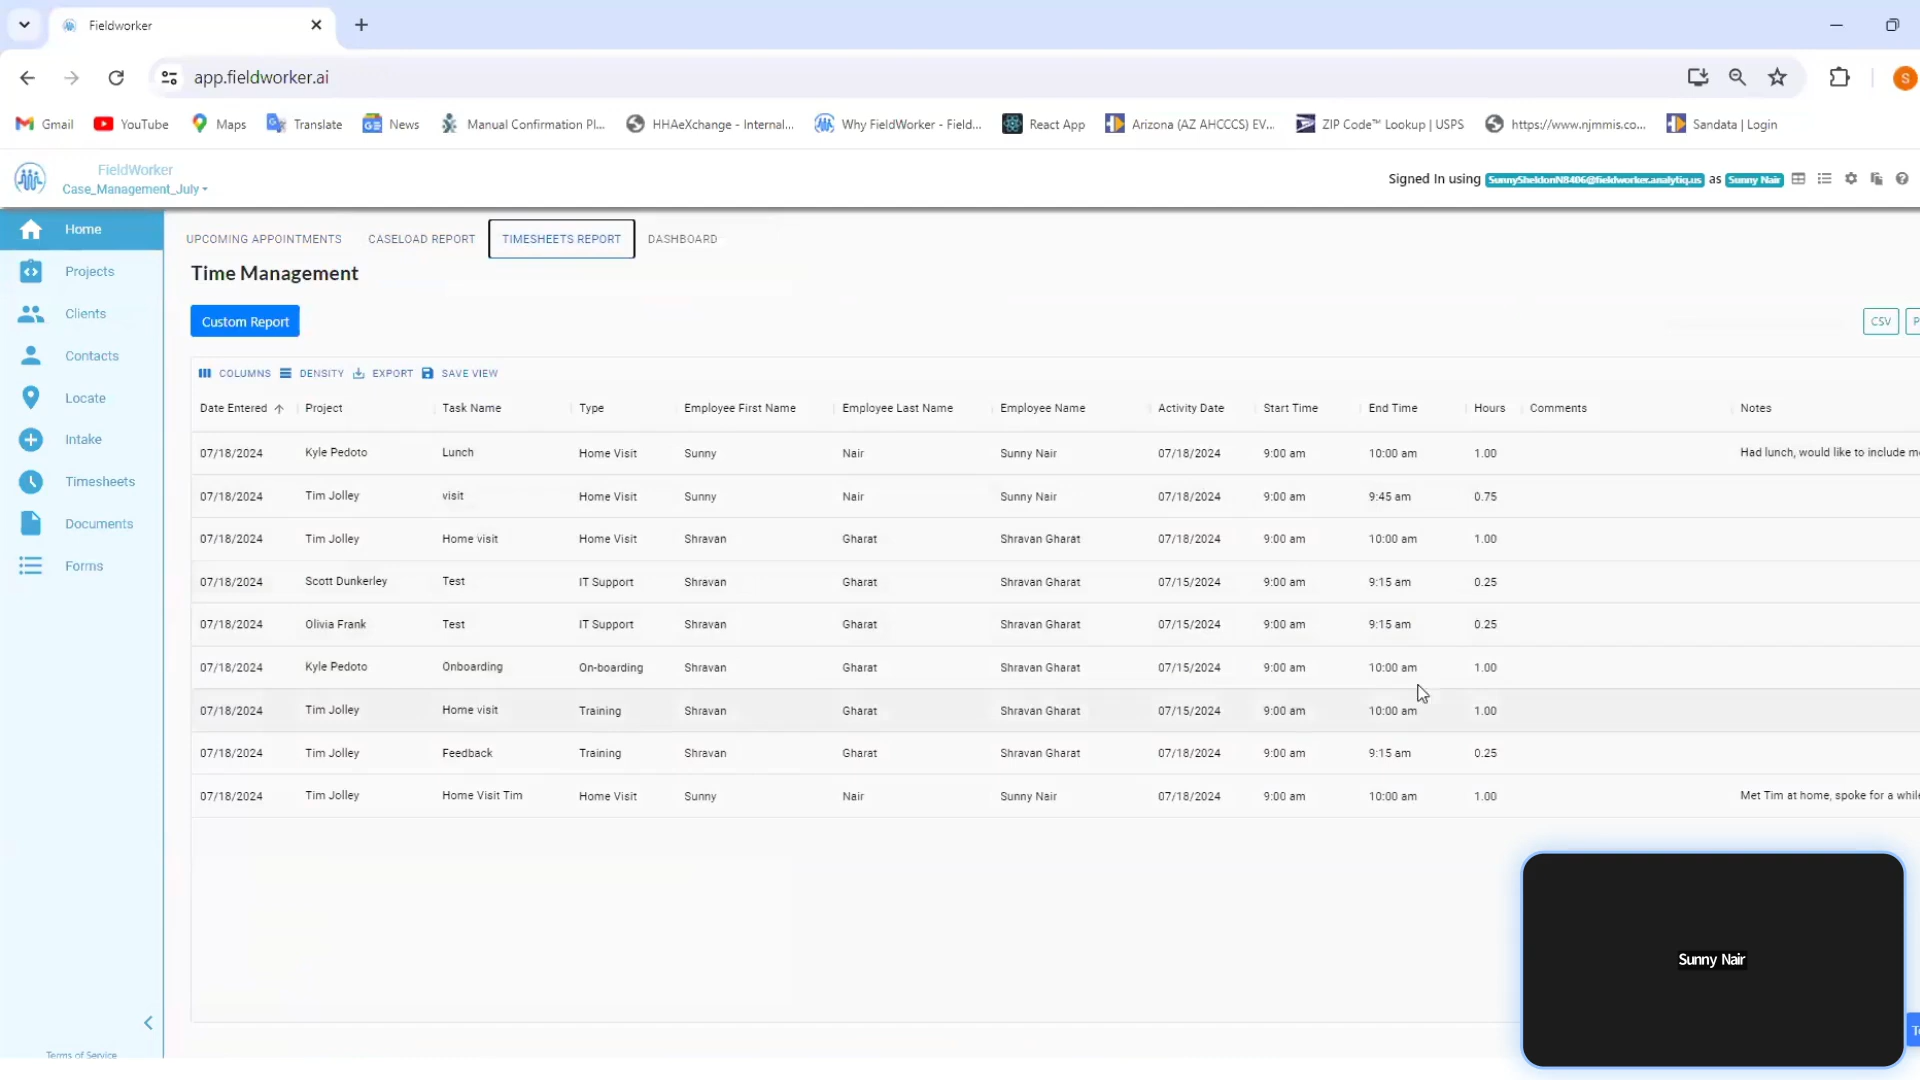 Fieldworker
app.fieldworker.ai
S
Gmail YouTube Maps Translate News Manual Confirmation Pl... HHAeXchange - Internal... Why FieldWorker - Field... React App Arizona (AZ AHCCCS) EV... ZIP Code™ Lookup | USPS https://www.njmmis.co... Sandata | Login
FieldWorker
Case_Management_July
Signed In using SunnySheldonN8406@fieldworker.analytiq.us as Sunny Nair
Home
Projects
Clients
Contacts
Locate
Intake
Timesheets
Documents
Forms
Terms of Service
UPCOMING APPOINTMENTS CASELOAD REPORT TIMESHEETS REPORT DASHBOARD
Time Management
Custom Report
CSV
COLUMNS DENSITY EXPORT SAVE VIEW
Date Entered Project Task Name Type Employee First Name Employee Last Name Employee Name Activity Date Start Time End Time Hours Comments Notes
07/18/2024 Kyle Pedoto Lunch Home Visit Sunny Nair Sunny Nair 07/18/2024 9:00 am 10:00 am 1.00 Had lunch, would like to include
07/18/2024 Tim Jolley visit Home Visit Sunny Nair Sunny Nair 07/18/2024 9:00 am 9:45 am 0.75
07/18/2024 Tim Jolley Home visit Home Visit Shravan Gharat Shravan Gharat 07/18/2024 9:00 am 10:00 am 1.00
07/18/2024 Scott Dunkerley Test IT Support Shravan Gharat Shravan Gharat 07/15/2024 9:00 am 9:15 am 0.25
07/18/2024 Olivia Frank Test IT Support Shravan Gharat Shravan Gharat 07/15/2024 9:00 am 9:15 am 0.25
07/18/2024 Kyle Pedoto Onboarding On-boarding Shravan Gharat Shravan Gharat 07/15/2024 9:00 am 10:00 am 1.00
07/18/2024 Tim Jolley Home visit Training Shravan Gharat Shravan Gharat 07/15/2024 9:00 am 10:00 am 1.00
07/18/2024 Tim Jolley Feedback Training Shravan Gharat Shravan Gharat 07/18/2024 9:00 am 9:15 am 0.25
07/18/2024 Tim Jolley Home Visit Tim Home Visit Sunny Nair Sunny Nair 07/18/2024 9:00 am 10:00 am 1.00 Met Tim at home, spoke for a while
Sunny Nair